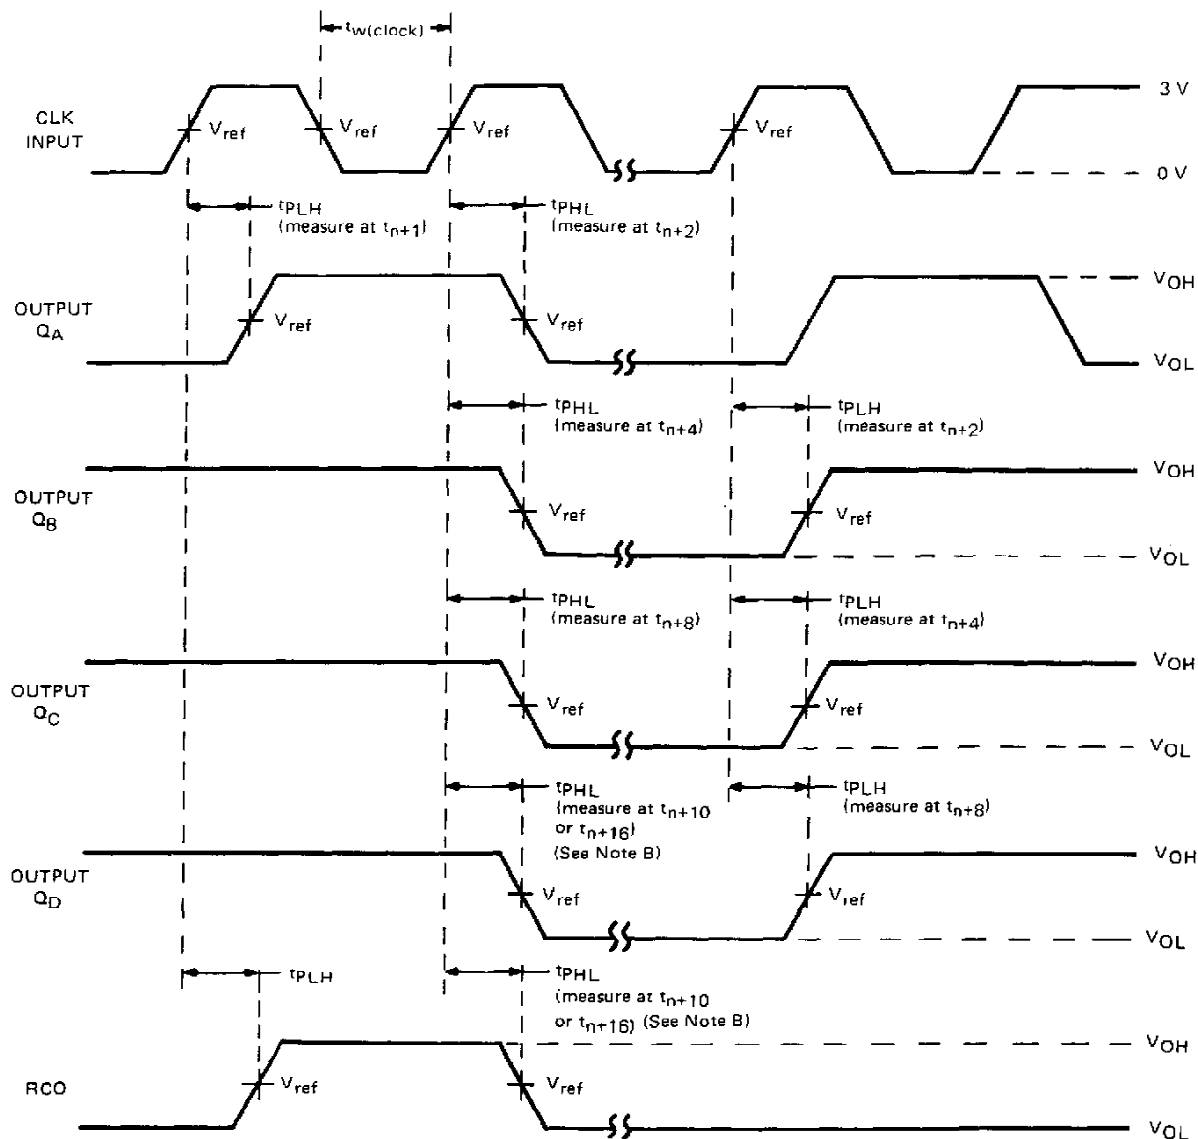 tw(clock)
CLK
INPUT
Vref
Vref
Vref
Vref
3 V
0 V
tPLH
(measure at tn+1)
tPHL
(measure at tn+2)
OUTPUT
QA
Vref
Vref
VOH
VOL
tPHL
(measure at tn+4)
tPLH
(measure at tn+2)
OUTPUT
QB
Vref
Vref
VOH
VOL
tPHL
(measure at tn+8)
tPLH
(measure at tn+4)
OUTPUT
QC
Vref
Vref
VOH
VOL
tPHL
(measure at tn+10
or tn+16)
(See Note B)
tPLH
(measure at tn+8)
OUTPUT
QD
Vref
Vref
VOH
VOL
tPLH
tPHL
(measure at tn+10
or tn+16) (See Note B)
RCO
Vref
Vref
VOH
VOL